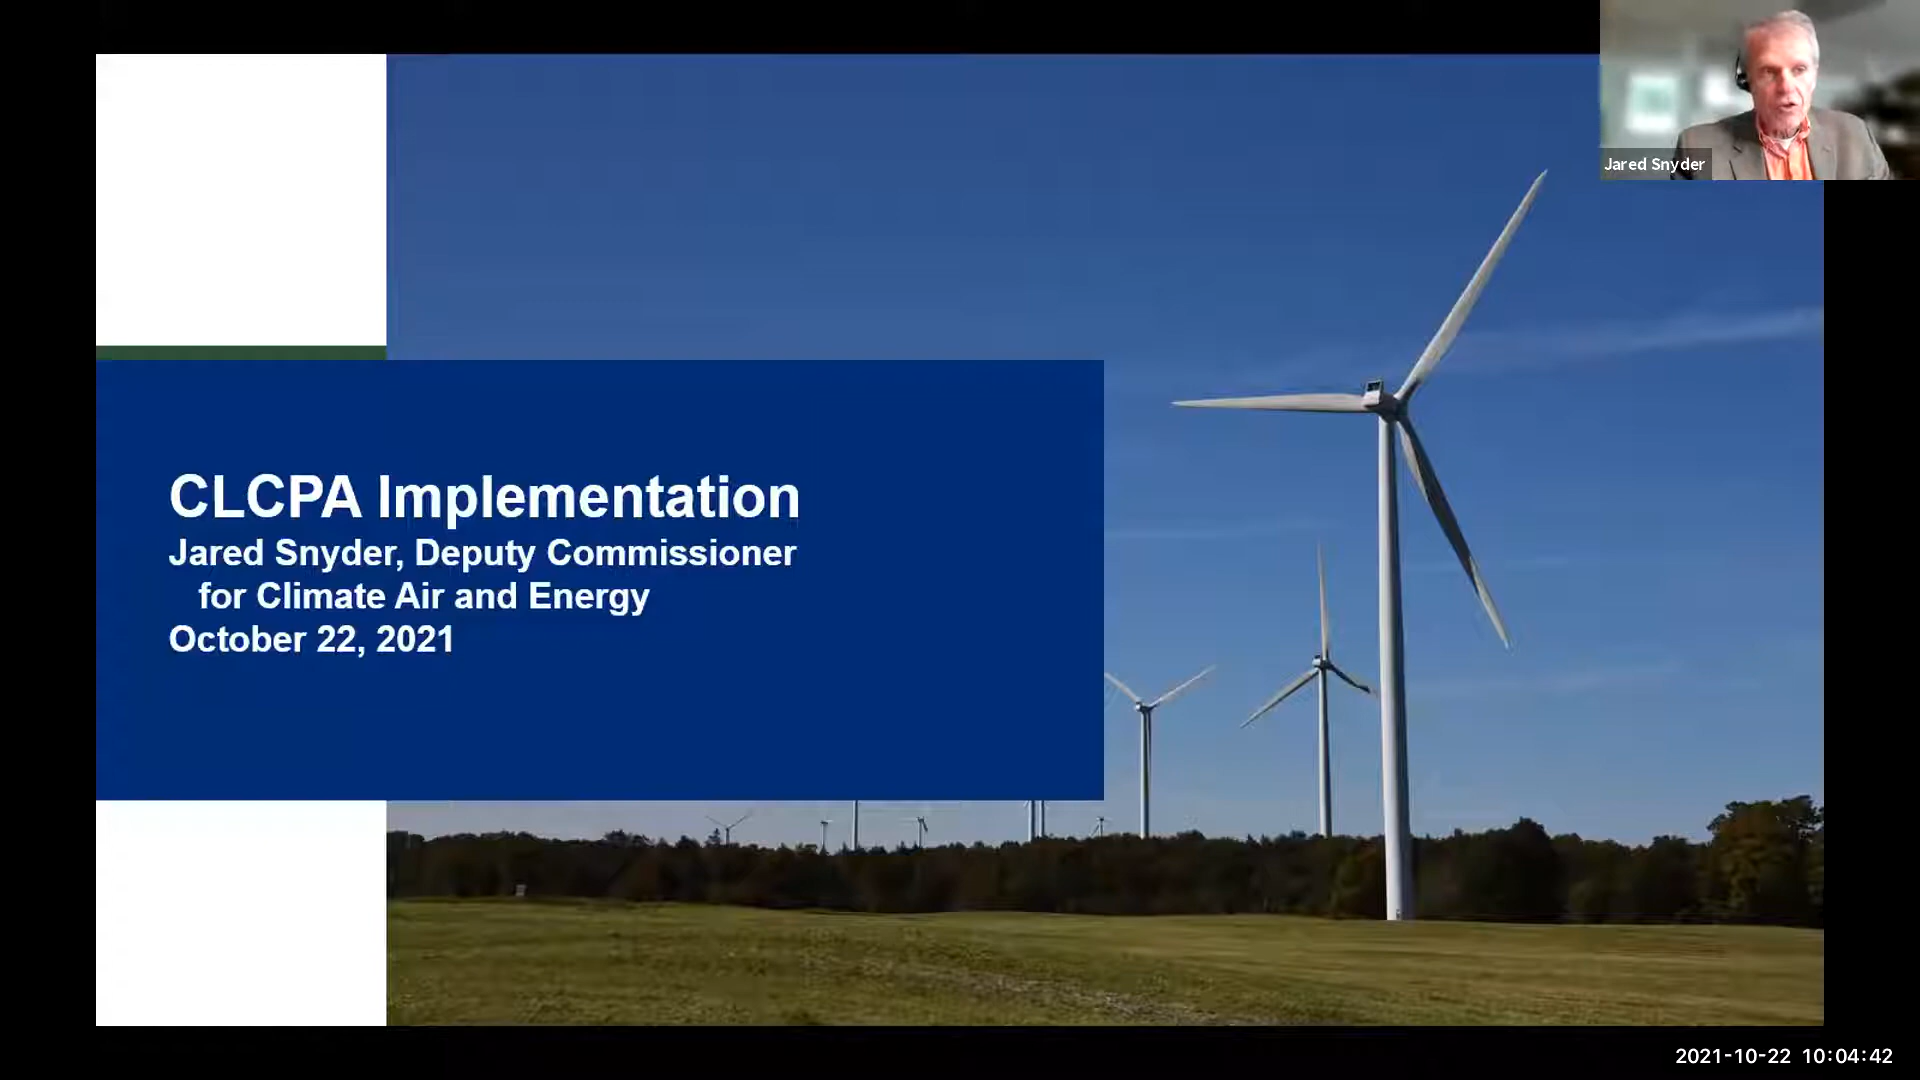 Jared Snyder
CLCPA Implementation
Jared Snyder, Deputy Commissioner
for Climate Air and Energy
October 22, 2021
2021-10-22 10:04:42